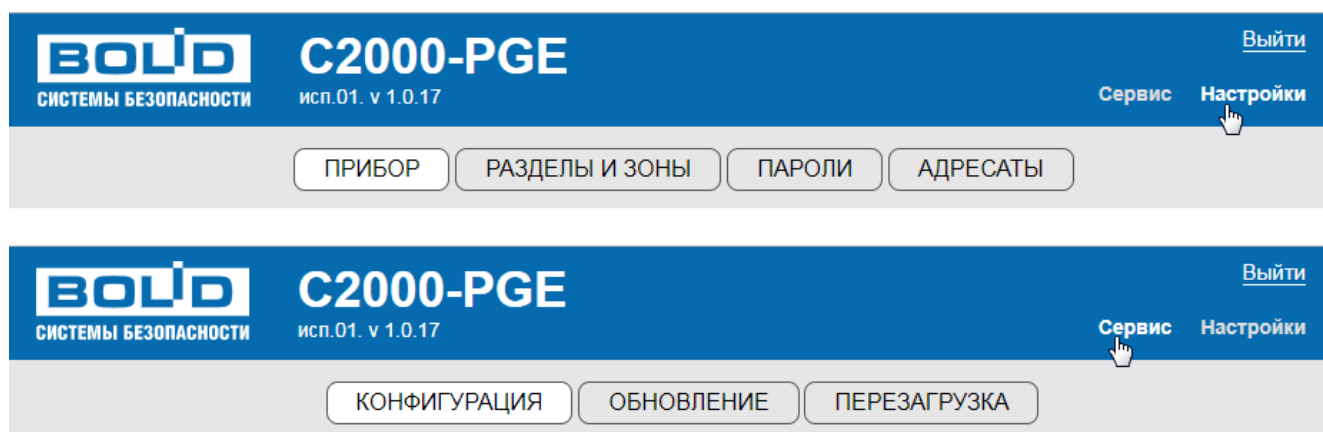 BOLID
СИСТЕМЫ БЕЗОПАСНОСТИ
C2000-PGE
исп.01. v 1.0.17
Выйти
Сервис Настройки
ПРИБОР РАЗДЕЛЫ И ЗОНЫ ПАРОЛИ АДРЕСАТЫ
BOLID
СИСТЕМЫ БЕЗОПАСНОСТИ
C2000-PGE
исп.01. v 1.0.17
Выйти
Сервис Настройки
КОНФИГУРАЦИЯ ОБНОВЛЕНИЕ ПЕРЕЗАГРУЗКА